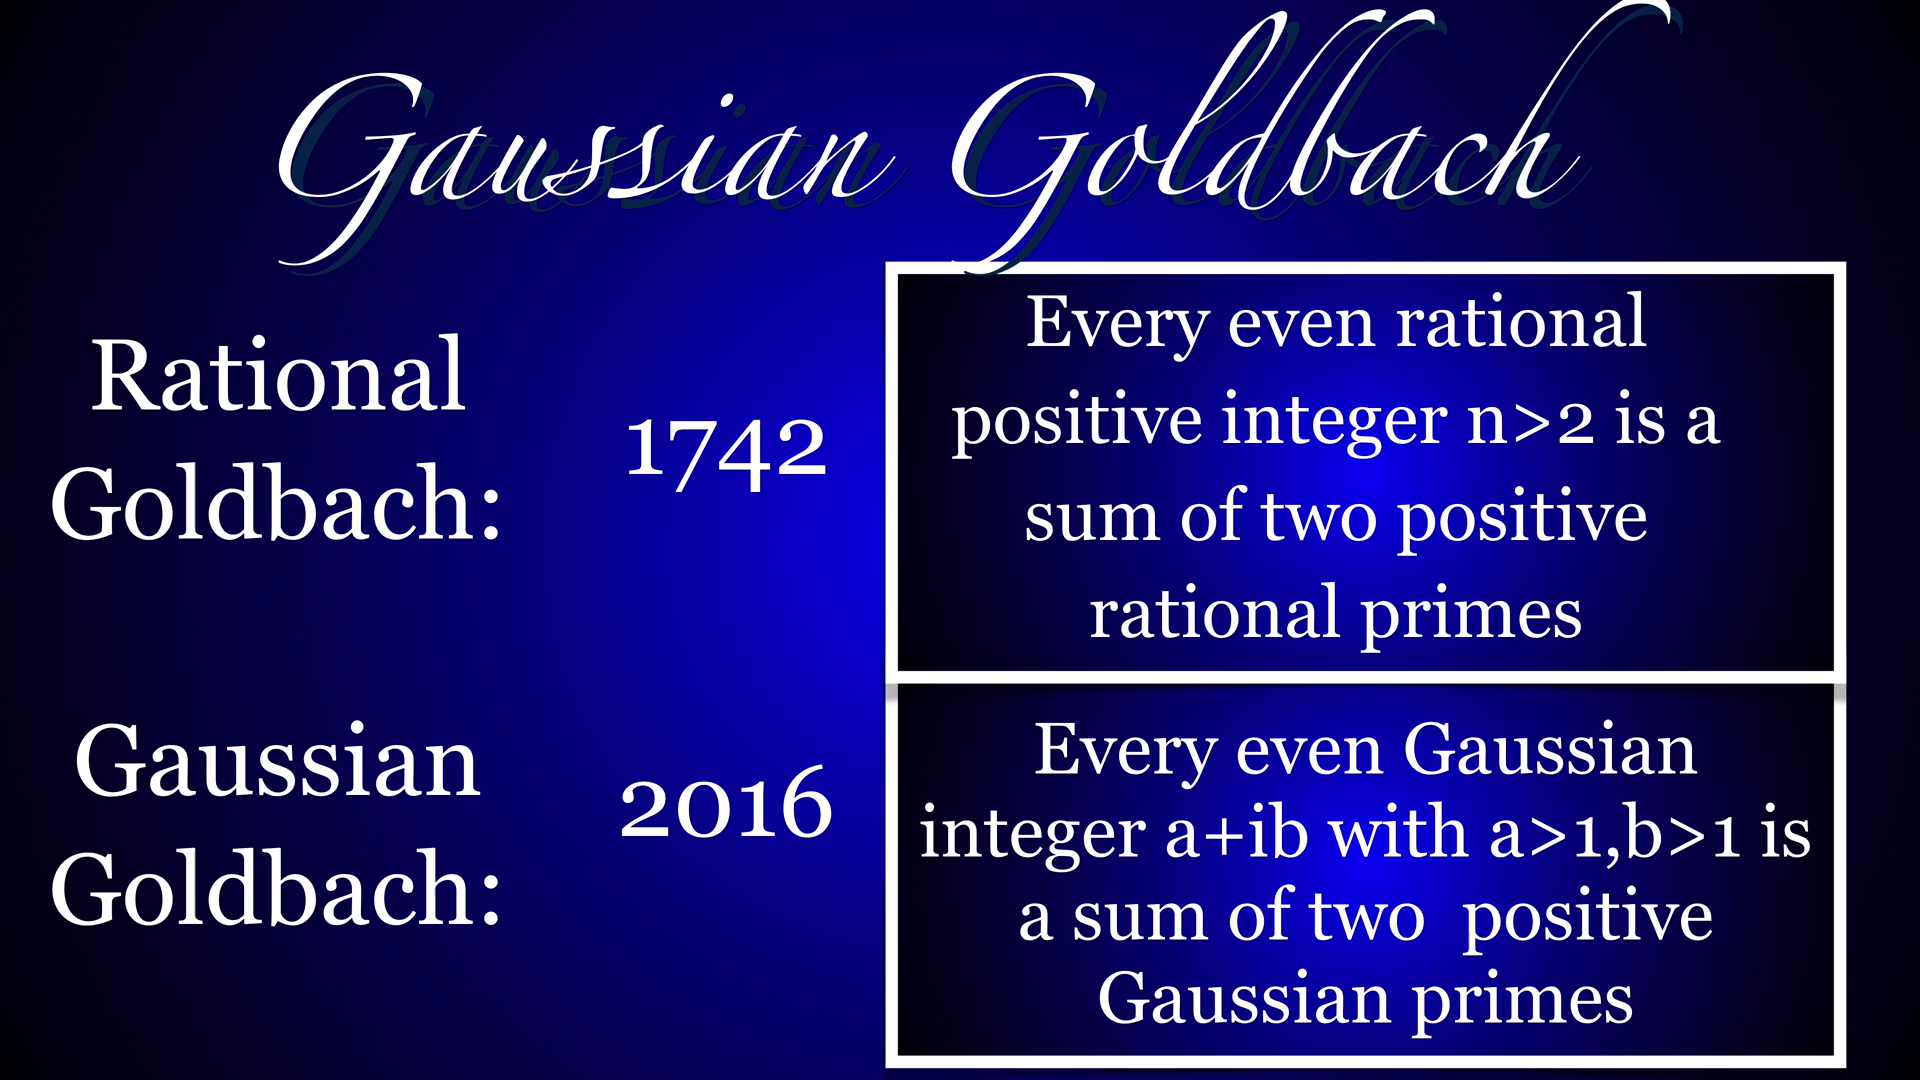 Gaussian Goldbach
Rational
Goldbach:
1742
Every even rational
positive integer n>2 is a
sum of two positive
rational primes
Gaussian
Goldbach:
2016
Every even Gaussian
integer a+ib with a>1,b>1 is
a sum of two  positive
Gaussian primes